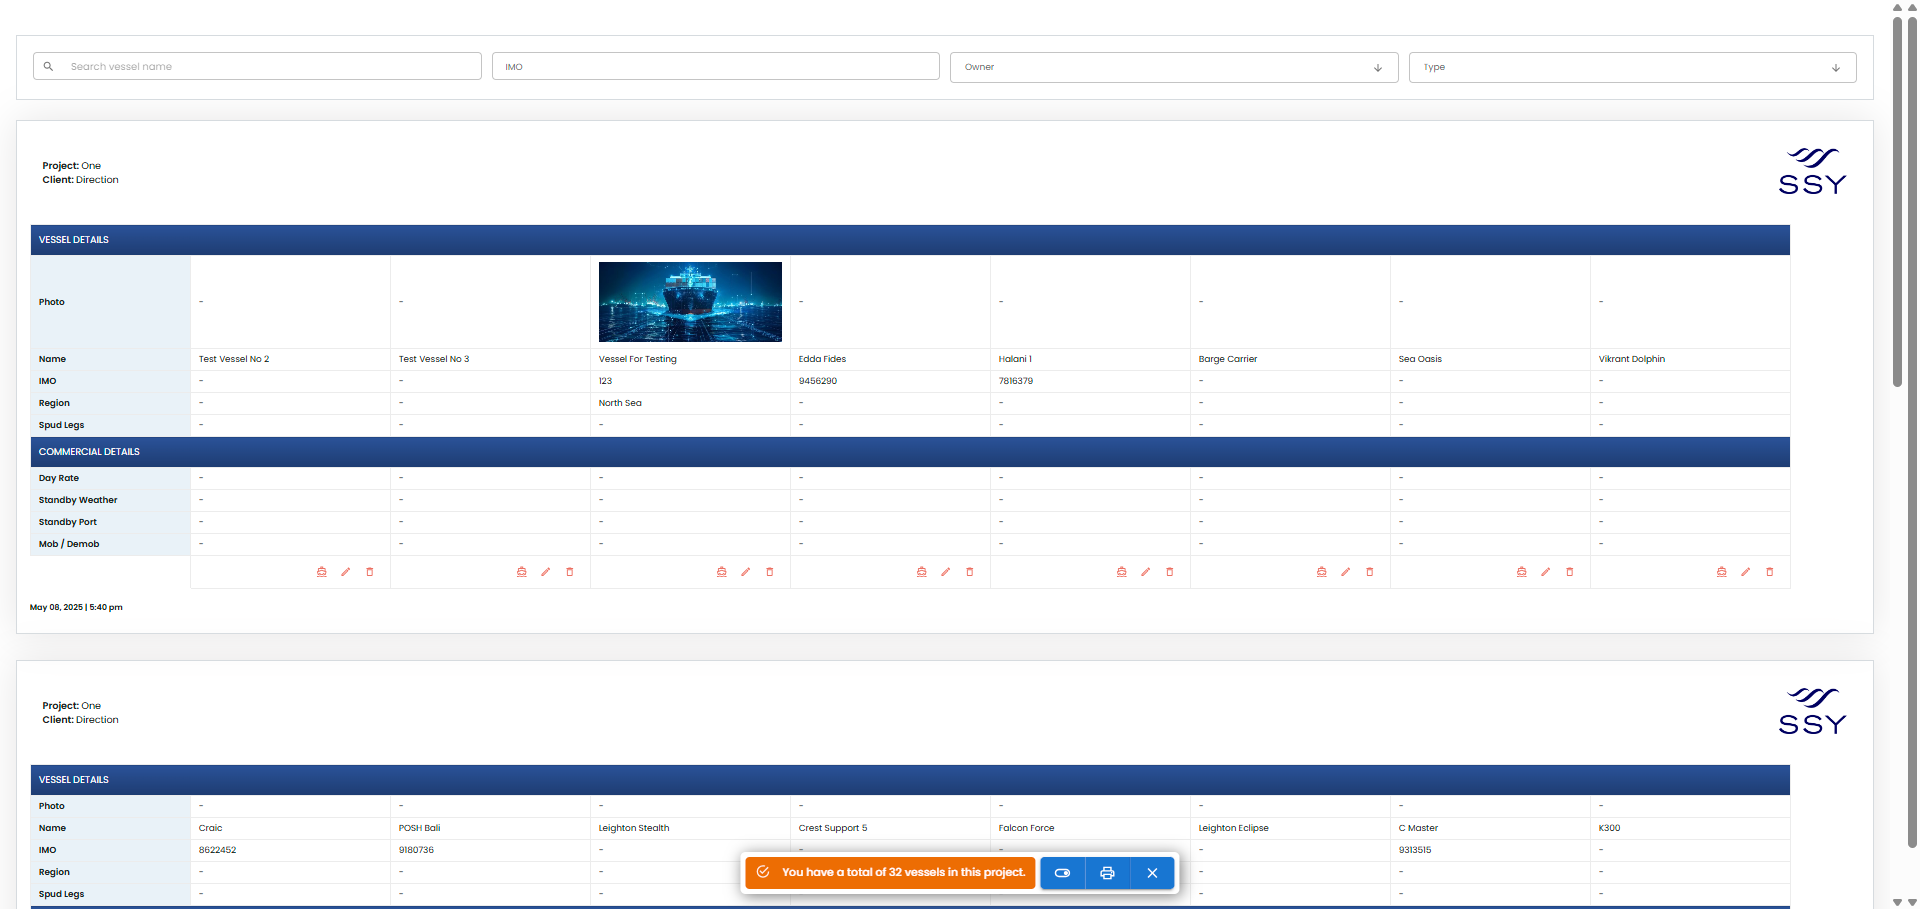 Search vessel name
IMO
Owner
Type
Project: One
Client: Direction
SSY
VESSEL DETAILS
Photo - - - - - - -
Name Test Vessel No 2 Test Vessel No 3 Vessel For Testing Edda Fides Halani 1 Barge Carrier Sea Oasis Vikrant Dolphin
IMO - - 123 9456290 7816379 - - -
Region - - North Sea - - - - -
Spud Legs - - - - - - - -
COMMERCIAL DETAILS
Day Rate - - - - - - - -
Standby Weather - - - - - - - -
Standby Port - - - - - - - -
Mob / Demob - - - - - - - -
May 08, 2025 | 5:40 pm
Project: One
Client: Direction
SSY
VESSEL DETAILS
Photo - - - - - - - -
Name Craic POSH Bali Leighton Stealth Crest Support 5 Falcon Force Leighton Eclipse C Master K300
IMO 8622452 9180736 - - - - 9313515 -
Region - - - - - -
Spud Legs - - - - - -
You have a total of 32 vessels in this project.